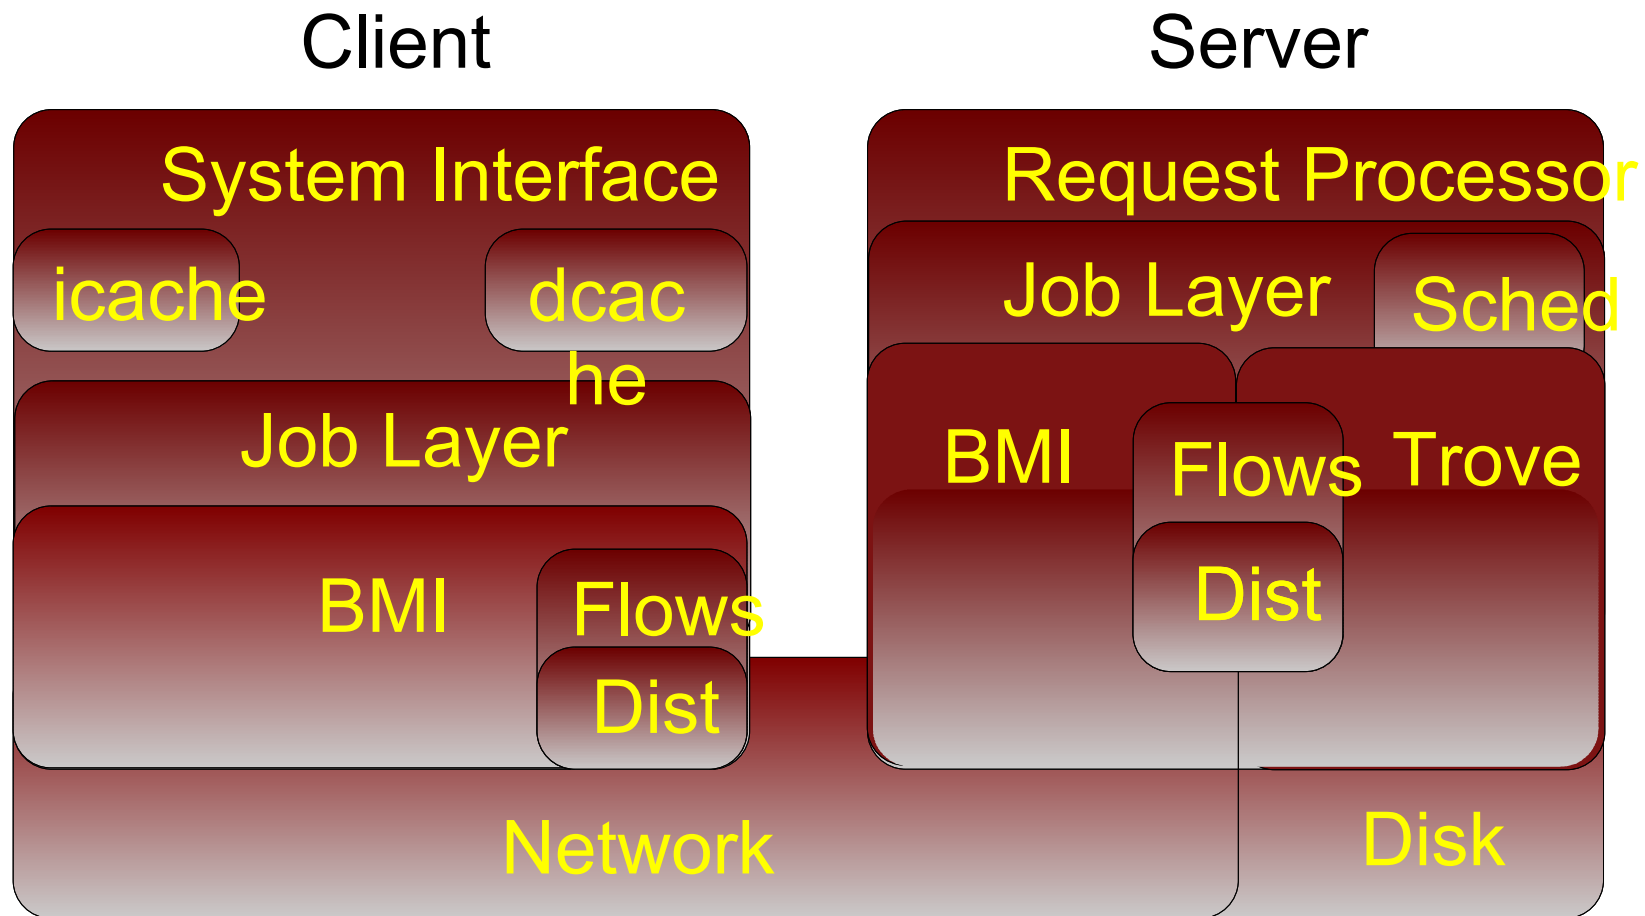 Client
Server
System Interface
icache
dcac
he
Job Layer
BMI
Flows
Dist
Request Processor
Job Layer
Sched
BMI
Flows
Trove
Dist
Network
Disk